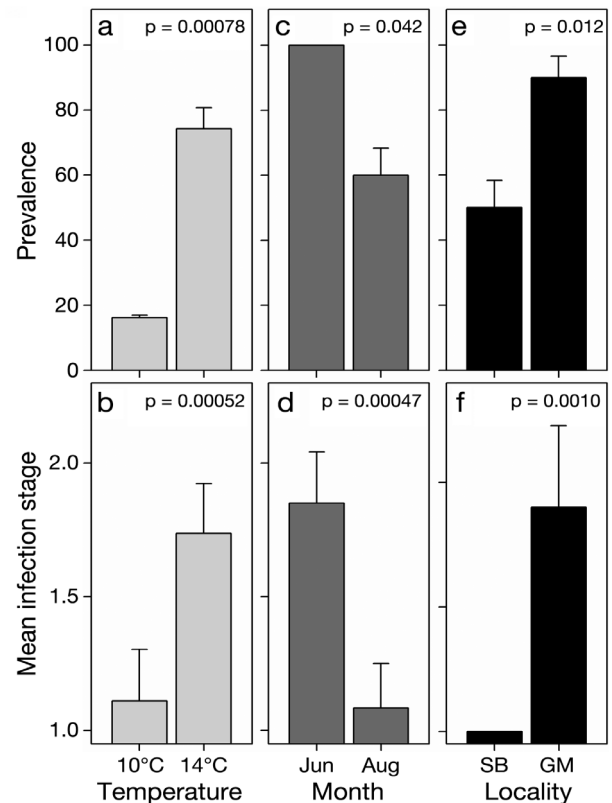 a
p = 0.00078
c
p = 0.042
e
p = 0.012
Prevalence
100
80
60
40
20
0
b
p = 0.00052
d
p = 0.00047
f
p = 0.0010
Mean infection stage
2.0
1.5
1.0
10°C 14°C
Jun Aug
SB GM
Temperature
Month
Locality